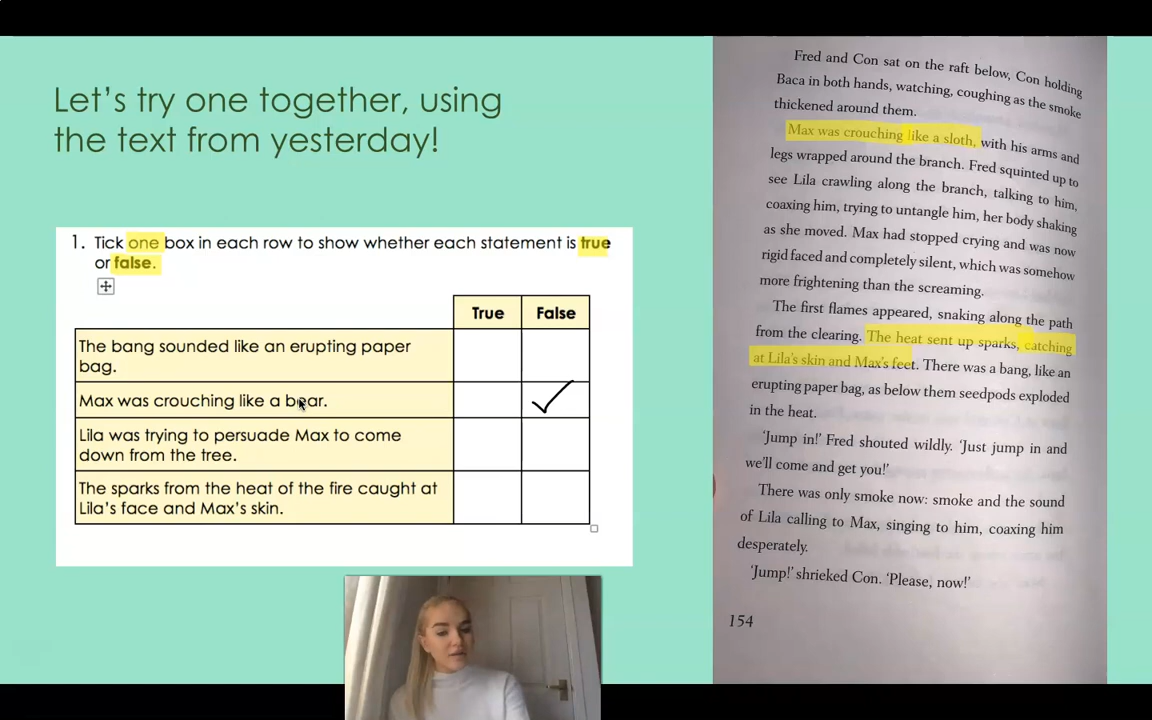 Let's try one together, using
the text from yesterday!
1. Tick one box in each row to show whether each statement is true
or false.
True False
The bang sounded like an erupting paper
bag.
Max was crouching like a bear.
Lila was trying to persuade Max to come
down from the tree.
The sparks from the heat of the fire caught at
Lila's face and Max's skin.
Fred and Con sat on the raft below, Con holding
Baca in both hands, watching, coughing as the smoke
thickened around them.
Max was crouching like a sloth, with his arms and
legs wrapped around the branch. Fred squinted up to
see Lila crawling along the branch, talking to him,
coaxing him, trying to untangle him, her body shaking
as she moved. Max had stopped crying and was now
rigid faced and completely silent, which was somehow
more frightening than the screaming.
The first flames appeared, snaking along the path
from the clearing. The heat sent up sparks, catching
at Lila's skin and Max's feet. There was a bang, like an
erupting paper bag, as below them seedpods exploded
in the heat.
'Jump in!' Fred shouted wildly. 'Just jump in and
we'll come and get you!'
There was only smoke now: smoke and the sound
of Lila calling to Max, singing to him, coaxing him
desperately.
'Jump!' shrieked Con. 'Please, now!'
154